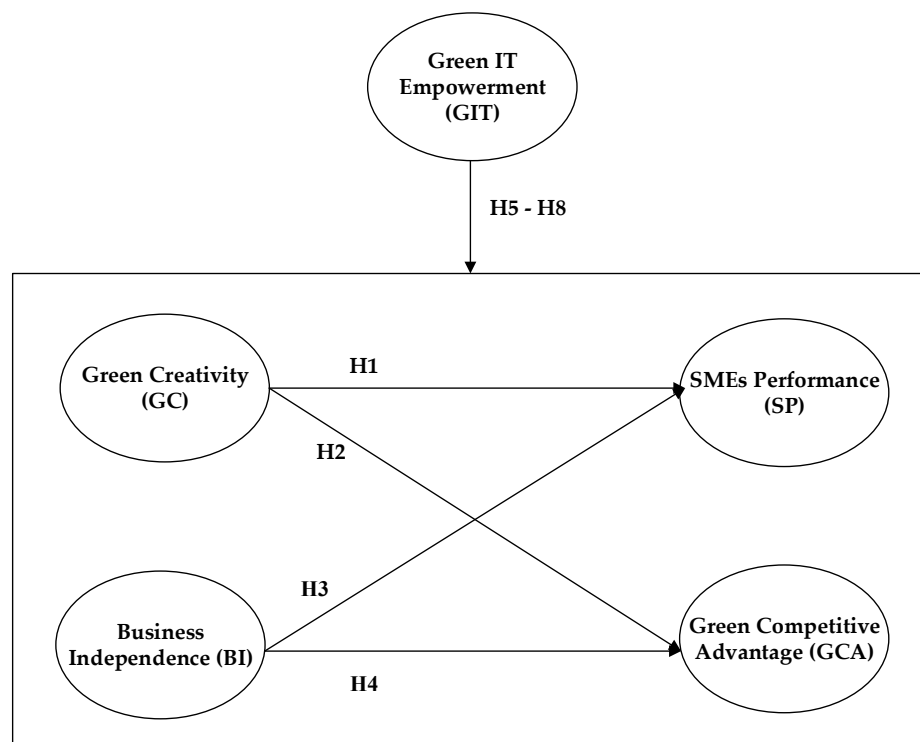 Green IT
Empowerment
(GIT)
H5 - H8
Green Creativity
(GC)
H1
SMEs Performance
(SP)
H2
H3
Business
Independence (BI)
Green Competitive
Advantage (GCA)
H4